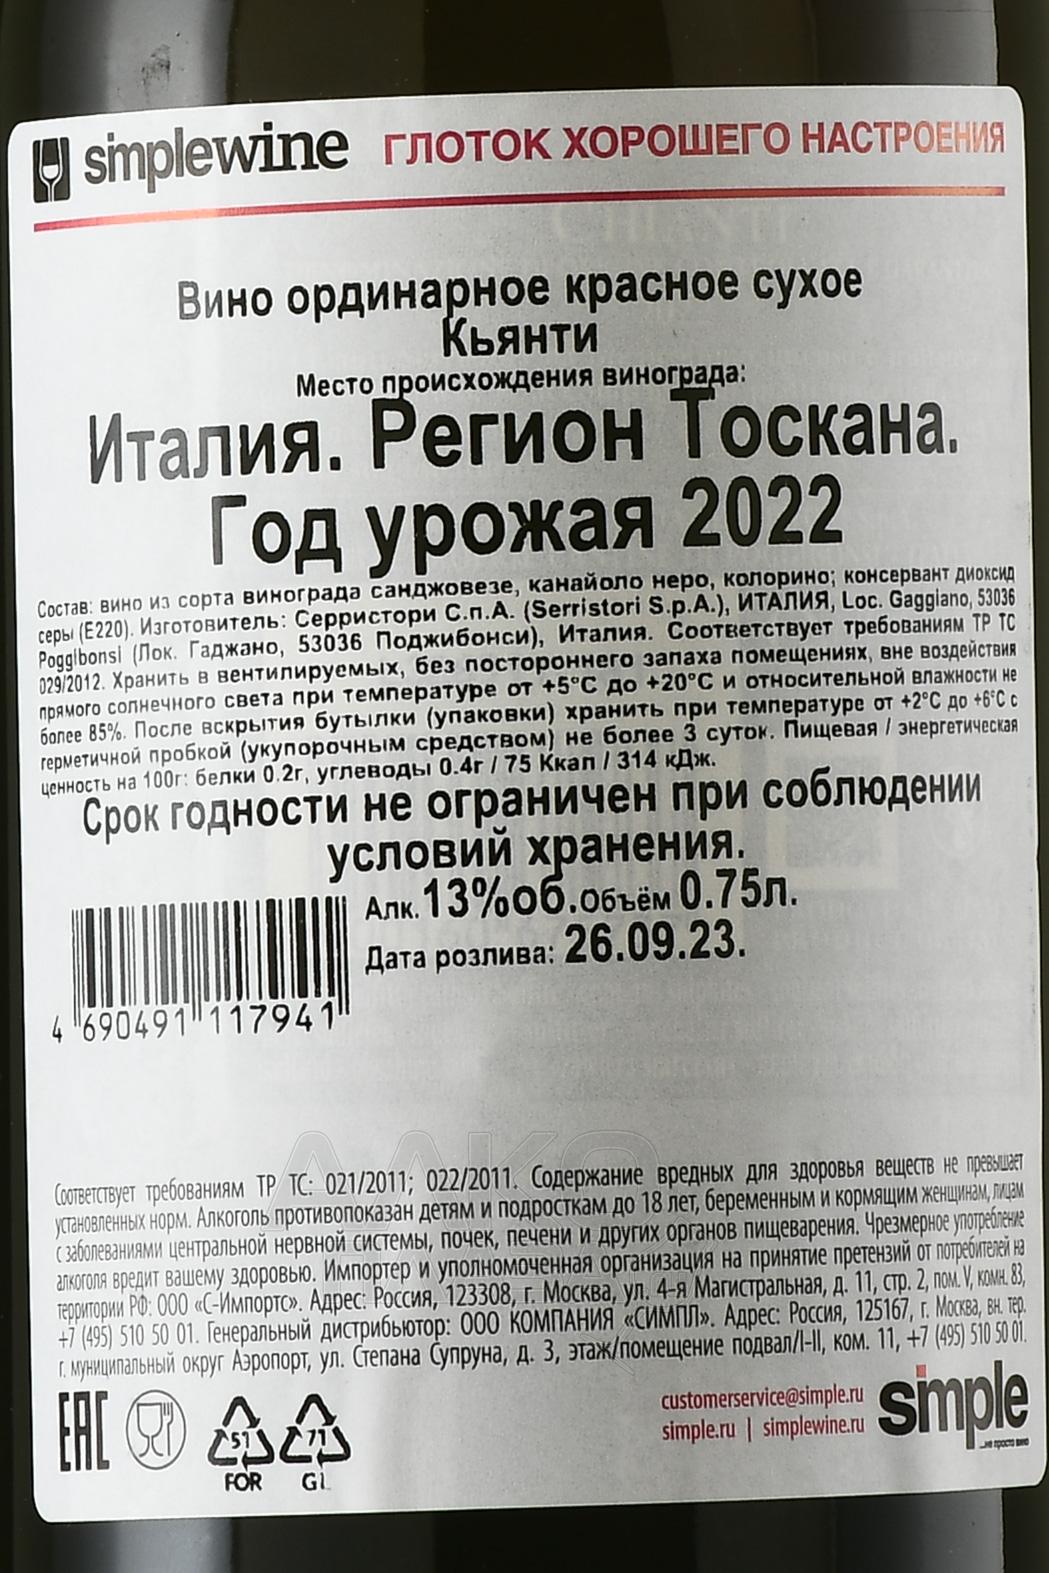 simplewine ГЛОТОК ХОРОШЕГО НАСТРОЕНИЯ
Вино ординарное красное сухое
Кьянти
Место происхождения винограда:
Италия. Регион Тоскана.
Год урожая 2022
Состав: вино из сорта винограда санджовезе, канайоло неро, колорино; консервант диоксид
серы (Е220). Изготовитель: Серристори С.п.А. (Serristori S.p.A.), ИТАЛИЯ, Loc. Gaggiano, 53036
Poggibonsi (Лок. Гаджано, 53036 Поджибонси), Италия. Соответствует требованиям ТР ТС
029/2012. Хранить в вентилируемых, без постороннего запаха помещениях, вне воздействия
прямого солнечного света при температуре от +5°С до +20°С и относительной влажности не
более 85%. После вскрытия бутылки (упаковки) хранить при температуре от +2°С до +6°С с
герметичной пробкой (укупорочным средством) не более 3 суток. Пищевая / энергетическая
ценность на 100г: белки 0.2г, углеводы 0.4г / 75 Ккал / 314 кДж.
Срок годности не ограничен при соблюдении
условий хранения.
Алк. 13%об. Объём 0.75л.
Дата розлива: 26.09.23.
4 690491 117941
Соответствует требованиям ТР ТС: 021/2011; 022/2011. Содержание вредных для здоровья веществ не превышает
установленных норм. Алкоголь противопоказан детям и подросткам до 18 лет, беременным и кормящим женщинам, лицам
с заболеваниями центральной нервной системы, почек, печени и других органов пищеварения. Чрезмерное употребление
алкоголя вредит вашему здоровью. Импортер и уполномоченная организация на принятие претензий от потребителей на
территории РФ: ООО «С-Импортс». Адрес: Россия, 123308, г. Москва, ул. 4-я Магистральная, д. 11, стр. 2, пом. V, комн. 83,
+7 (495) 510 50 01. Генеральный дистрибьютор: ООО КОМПАНИЯ «СИМПЛ». Адрес: Россия, 125167, г. Москва, вн. тер.
г. муниципальный округ Аэропорт, ул. Степана Супруна, д. 3, этаж/помещение подвал/I-II, ком. 11, +7 (495) 510 50 01.
customerservice@simple.ru
simple.ru | simplewine.ru
simple
...не просто вино
EAC 51 71
FOR GL